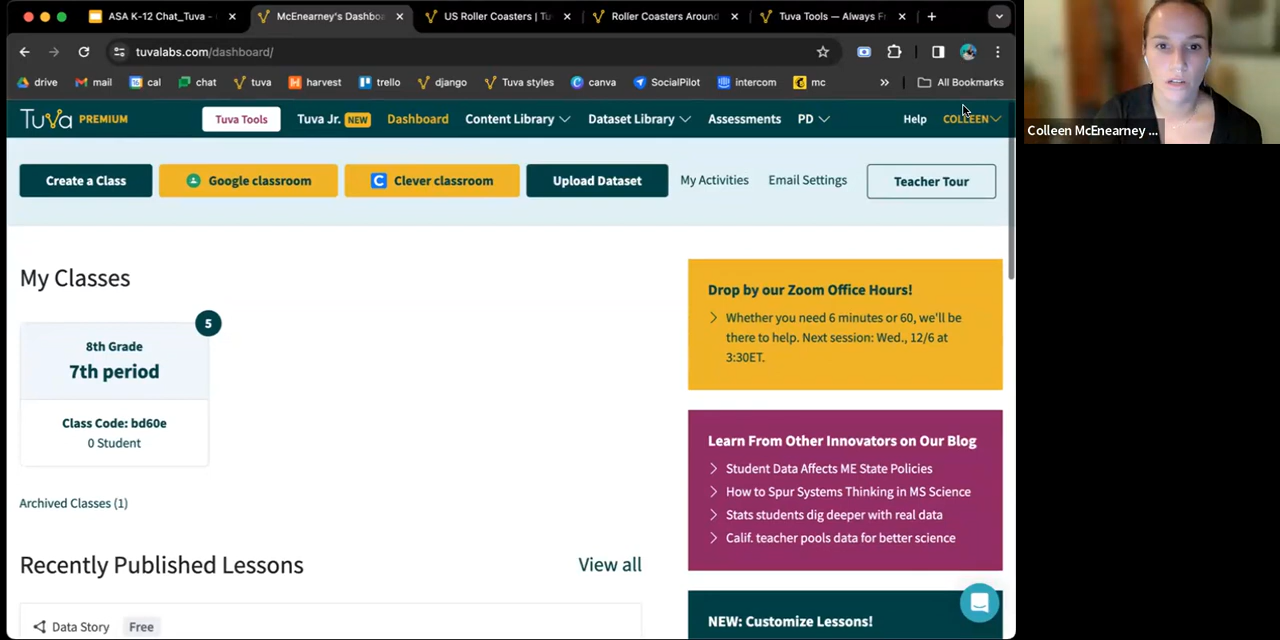 ASA K-12 Chat_Tuva -
McEnearney's Dashboa
US Roller Coasters | Tu
Roller Coasters Around
Tuva Tools — Always Fr
tuvalabs.com/dashboard/
drive
mail
cal
chat
tuva
harvest
trello
django
Tuva styles
canva
SocialPilot
intercom
mc
All Bookmarks
Tuva PREMIUM
Tuva Tools
Tuva Jr. NEW
Dashboard
Content Library
Dataset Library
Assessments
PD
Help
COLLEEN
Colleen McEnearney ...
Create a Class
Google classroom
Clever classroom
Upload Dataset
My Activities
Email Settings
Teacher Tour
My Classes
5
8th Grade
7th period
Class Code: bd60e
0 Student
Archived Classes (1)
Recently Published Lessons
View all
Data Story
Free
Drop by our Zoom Office Hours!
Whether you need 6 minutes or 60, we'll be
there to help. Next session: Wed., 12/6 at
3:30ET.
Learn From Other Innovators on Our Blog
Student Data Affects ME State Policies
How to Spur Systems Thinking in MS Science
Stats students dig deeper with real data
Calif. teacher pools data for better science
NEW: Customize Lessons!